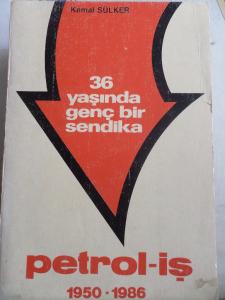 Kemal SÜLKER
36
yaşında
genç bir
sendika
petrol-iş
1950 · 1986